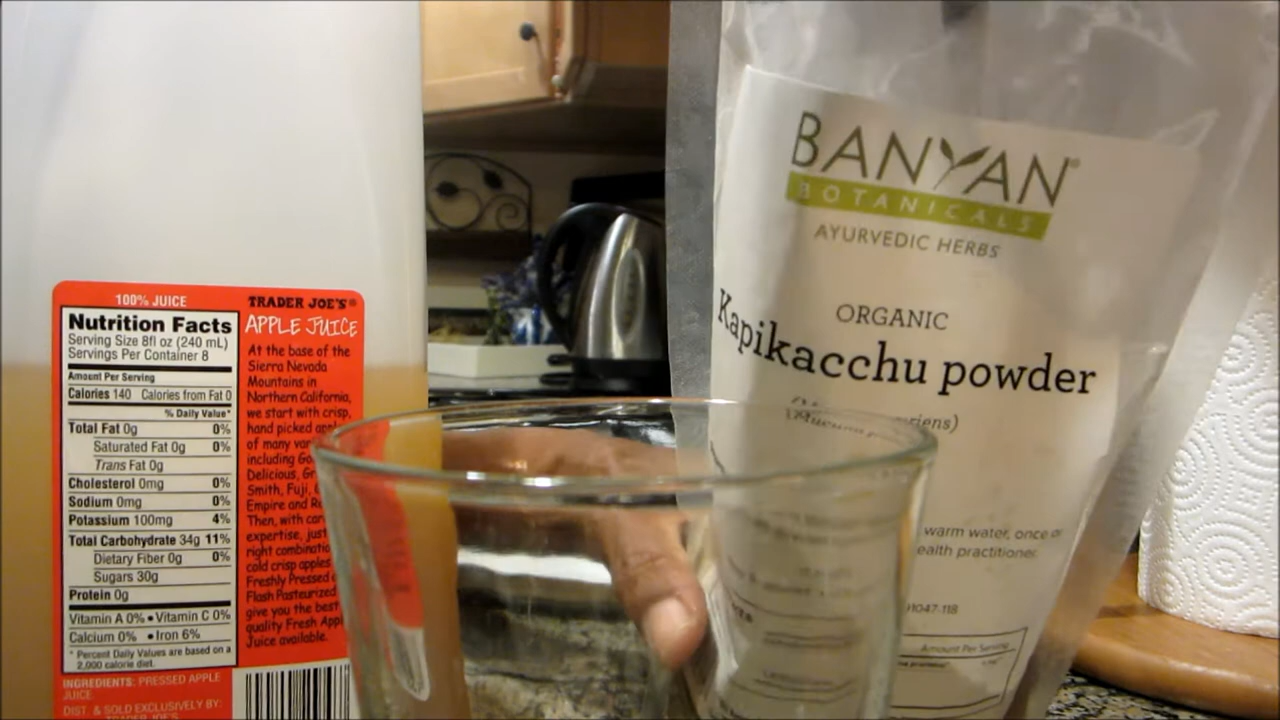 100% JUICE
Nutrition Facts
Serving Size 8fl oz (240 mL)
Servings Per Container 8
Amount Per Serving
Calories 140 Calories from Fat 0
% Daily Value*
Total Fat 0g 0%
Saturated Fat 0g 0%
Trans Fat 0g
Cholesterol 0mg 0%
Sodium 0mg 0%
Potassium 100mg 4%
Total Carbohydrate 34g 11%
Dietary Fiber 0g 0%
Sugars 30g
Protein 0g
Vitamin A 0% • Vitamin C 0%
Calcium 0% • Iron 6%
* Percent Daily Values are based on a
2,000 calorie diet.
INGREDIENTS: PRESSED APPLE
JUICE
DIST. & SOLD EXCLUSIVELY BY:
TRADER JOE'S
TRADER JOE'S®
APPLE JUICE
At the base of the
Sierra Nevada
Mountains in
Northern California,
we start with crisp,
hand picked
of many
including
Delicious,
Smith, Fuji,
Empire and
Then, with
expertise, just
right
cold crisp apples
Freshly Pressed
Flash Pasteurized
give you the best
quality Fresh
Juice available.
BANYAN®
BOTANICALS
AYURVEDIC HERBS
ORGANIC
Kapikacchu powder
warm water, once or
health practitioner.
Amount Per Serving